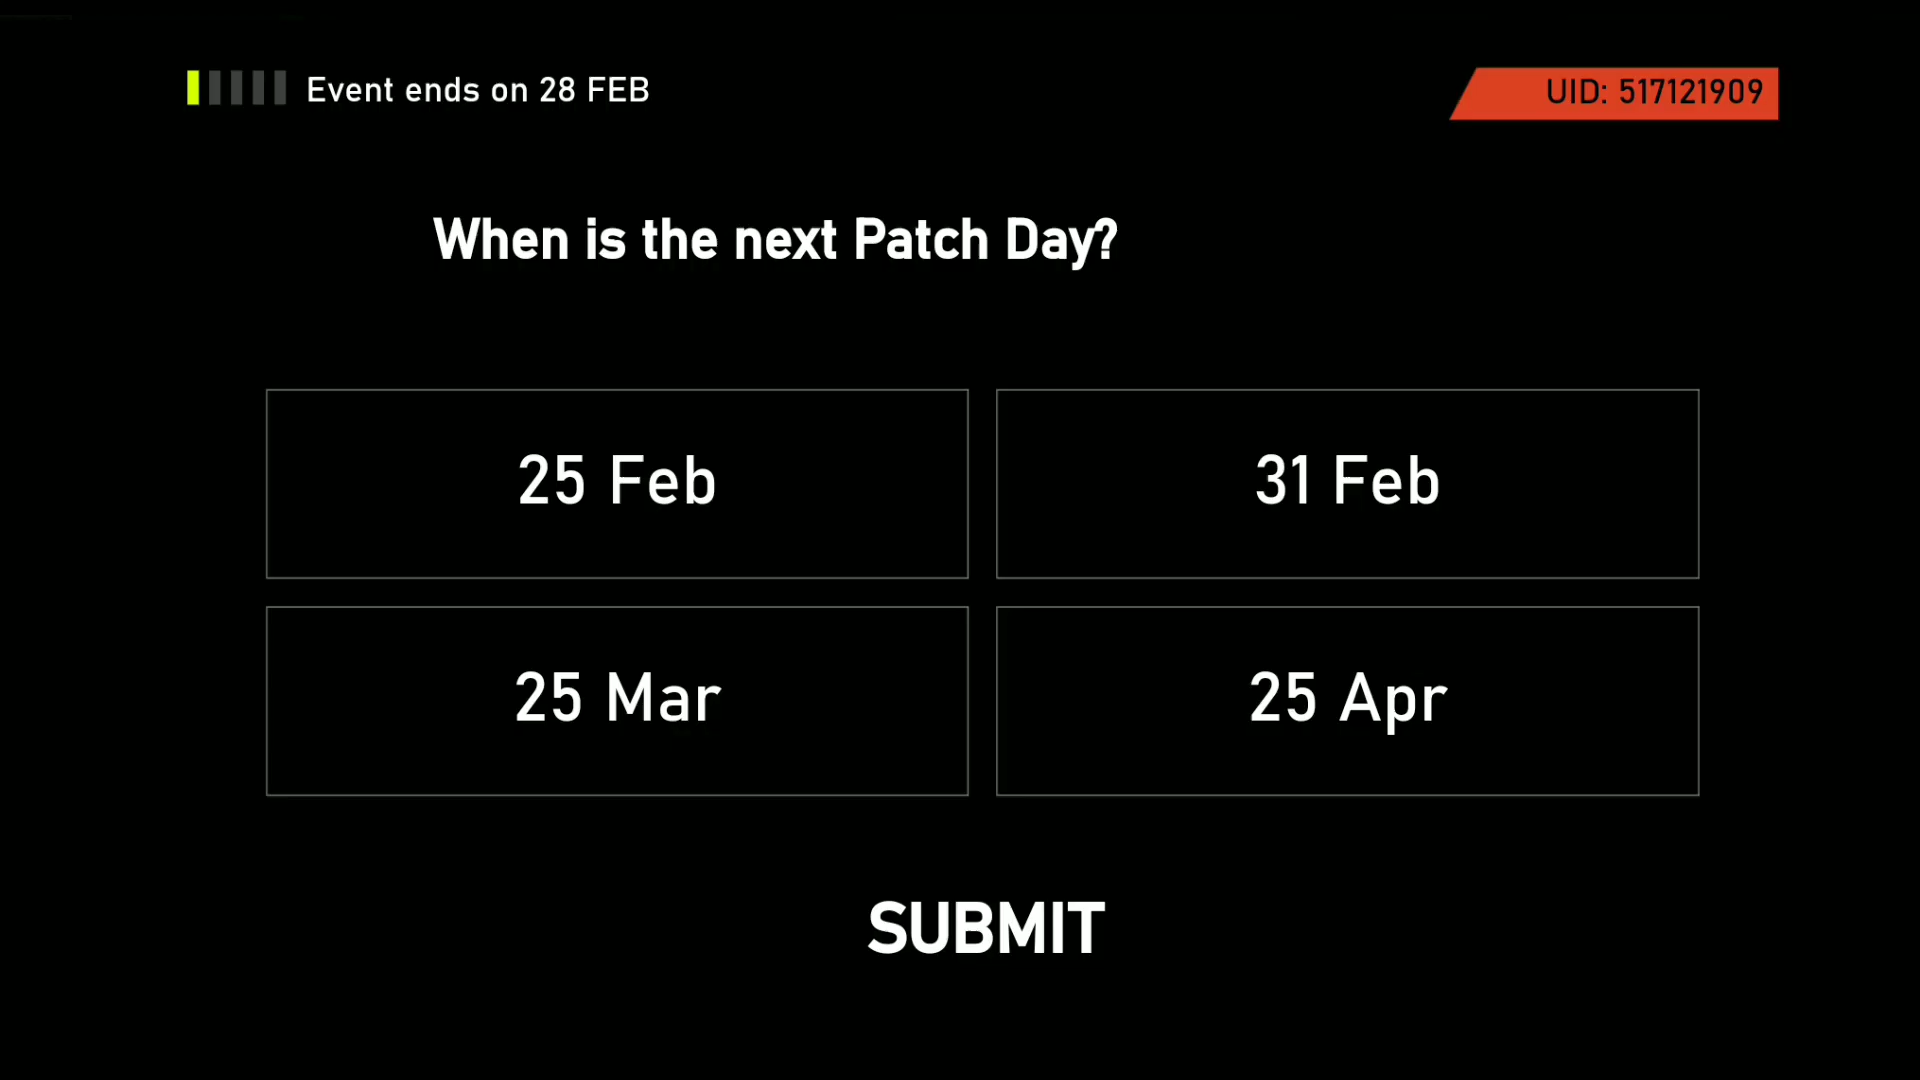 Event ends on 28 FEB
UID: 517121909
When is the next Patch Day?
25 Feb
31 Feb
25 Mar
25 Apr
SUBMIT